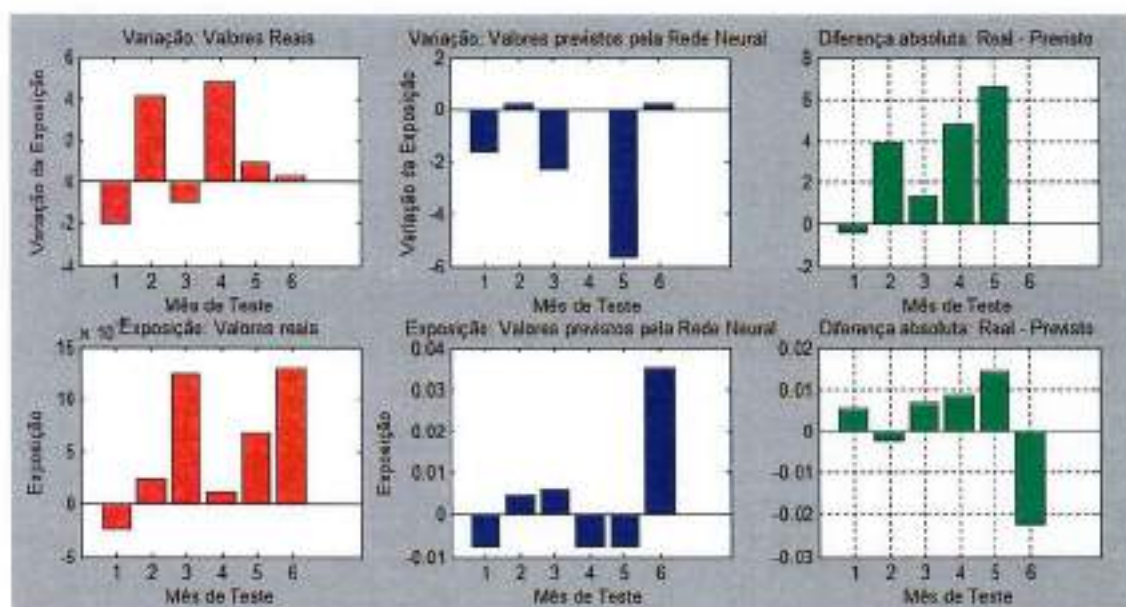 Variação: Valores Reais
Variação da Exposição
6
4
2
0
-2
-4
1 2 3 4 5 6
Mês de Teste
Variação: Valores previstos pela Rede Neural
Variação da Exposição
2
0
-2
-4
-6
1 2 3 4 5 6
Mês de Teste
Diferença absoluta: Real - Previsto
8
6
4
2
0
-2
1 2 3 4 5 6
Mês de Teste
x 10
Exposição: Valores reais
Exposição
15
10
5
0
-5
1 2 3 4 5 6
Mês de Teste
Exposição: Valores previstos pela Rede Neural
Exposição
0.04
0.03
0.02
0.01
0
-0.01
1 2 3 4 5 6
Mês de Teste
Diferença absoluta: Real - Previsto
0.02
0.01
0
-0.01
-0.02
-0.03
1 2 3 4 5 6
Mês de Teste